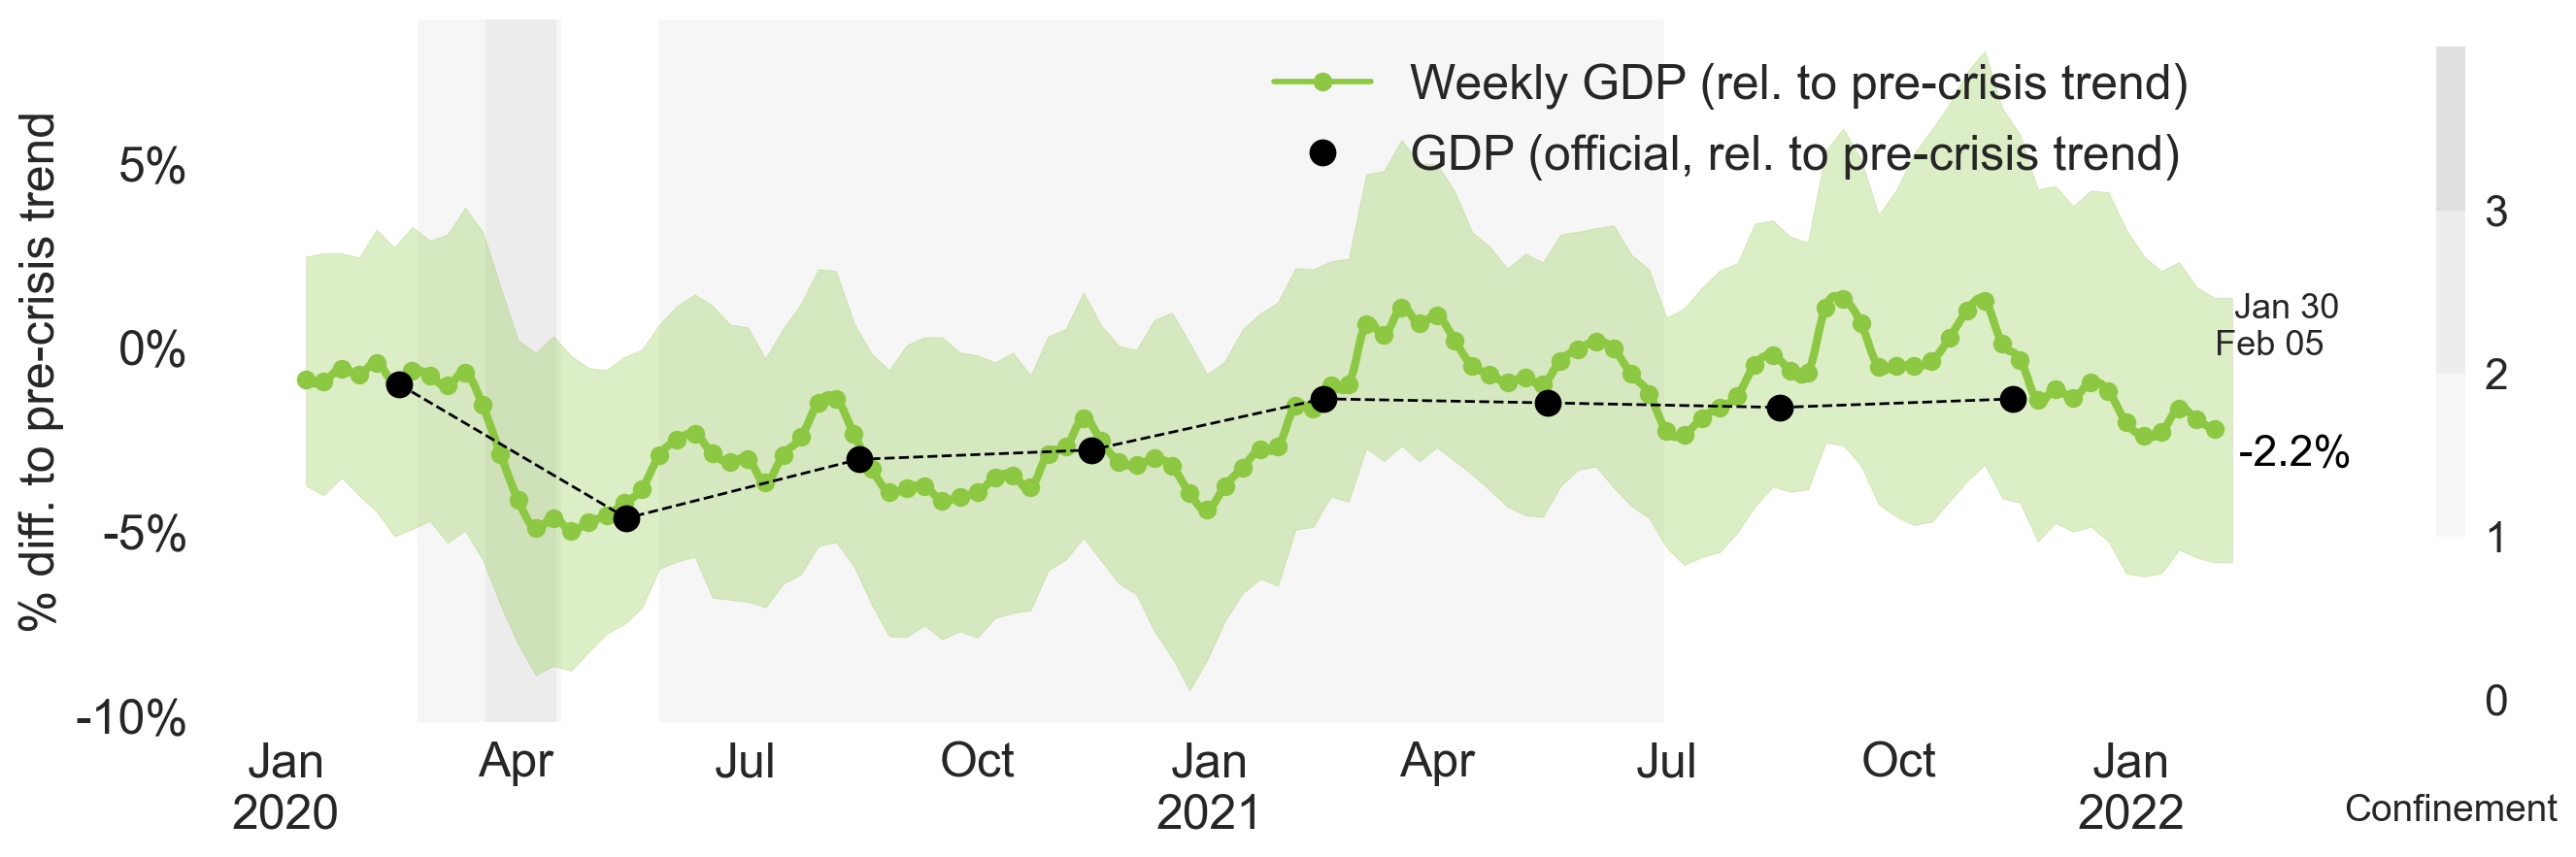 Weekly GDP (rel. to pre-crisis trend)
GDP (official, rel. to pre-crisis trend)
% diff. to pre-crisis trend
5%
0%
-5%
-10%
Jan 30
Feb 05
-2.2%
3
2
1
0
Jan Apr Jul Oct Jan Apr Jul Oct Jan
2020 2021 2022
Confinement